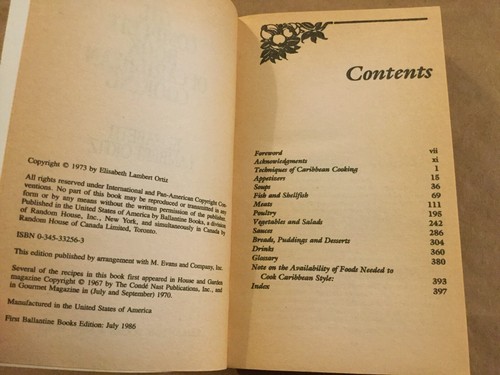 Copyright © 1973 by Elisabeth Lambert Ortiz
All rights reserved under International and Pan-American Copyright Con-
ventions. No part of this book may be reproduced or transmitted in any
form or by any means without the written permission of the publisher.
Published in the United States of America by Ballantine Books, a division
of Random House, Inc., New York, and simultaneously in Canada by
Random House of Canada Limited, Toronto.
ISBN 0-345-33256-3
This edition published by arrangement with M. Evans and Company, Inc.
Several of the recipes in this book first appeared in House and Garden
magazine Copyright © 1967 by The Condé Nast Publications, Inc., and
in Gourmet Magazine in (July and September) 1970.
Manufactured in the United States of America
First Ballantine Books Edition: July 1986
Contents
Foreword vii
Acknowledgments xi
Techniques of Caribbean Cooking 1
Appetizers 15
Soups 36
Fish and Shellfish 69
Meats 111
Poultry 195
Vegetables and Salads 242
Sauces 286
Breads, Puddings and Desserts 304
Drinks 360
Glossary 380
Note on the Availability of Foods Needed to
Cook Caribbean Style: 393
Index 397